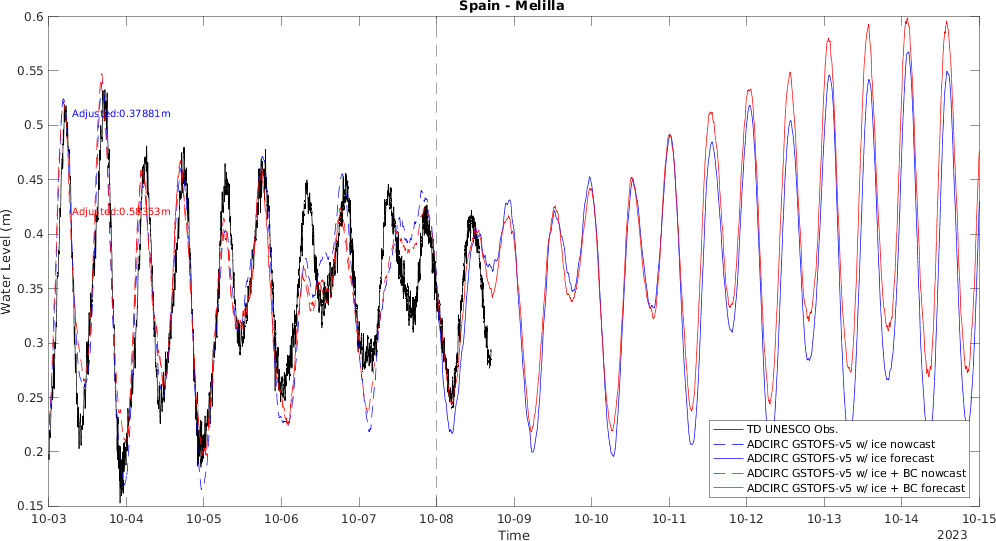 Spain - Melilla
Water Level (m)
0.6
0.55
0.5
0.45
0.4
0.35
0.3
0.25
0.2
0.15
Adjusted:0.37881m
Adjusted:0.58353m
TD UNESCO Obs.
ADCIRC GSTOFS-v5 w/ ice nowcast
ADCIRC GSTOFS-v5 w/ ice forecast
ADCIRC GSTOFS-v5 w/ ice + BC nowcast
ADCIRC GSTOFS-v5 w/ ice + BC forecast
10-03 10-04 10-05 10-06 10-07 10-08 10-09 10-10 10-11 10-12 10-13 10-14 10-15
Time
2023